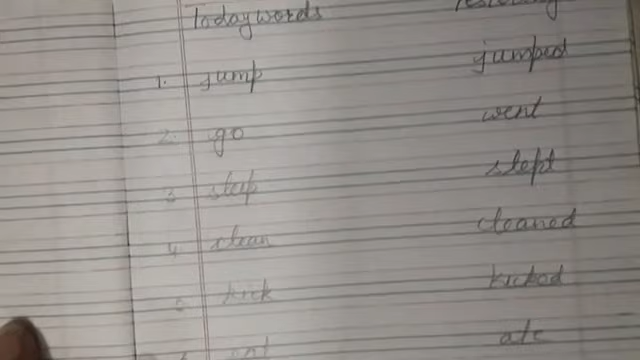 today words
1. jump jumped
2. go went
3. sleep slept
4. clean cleaned
5. kick kicked
ate